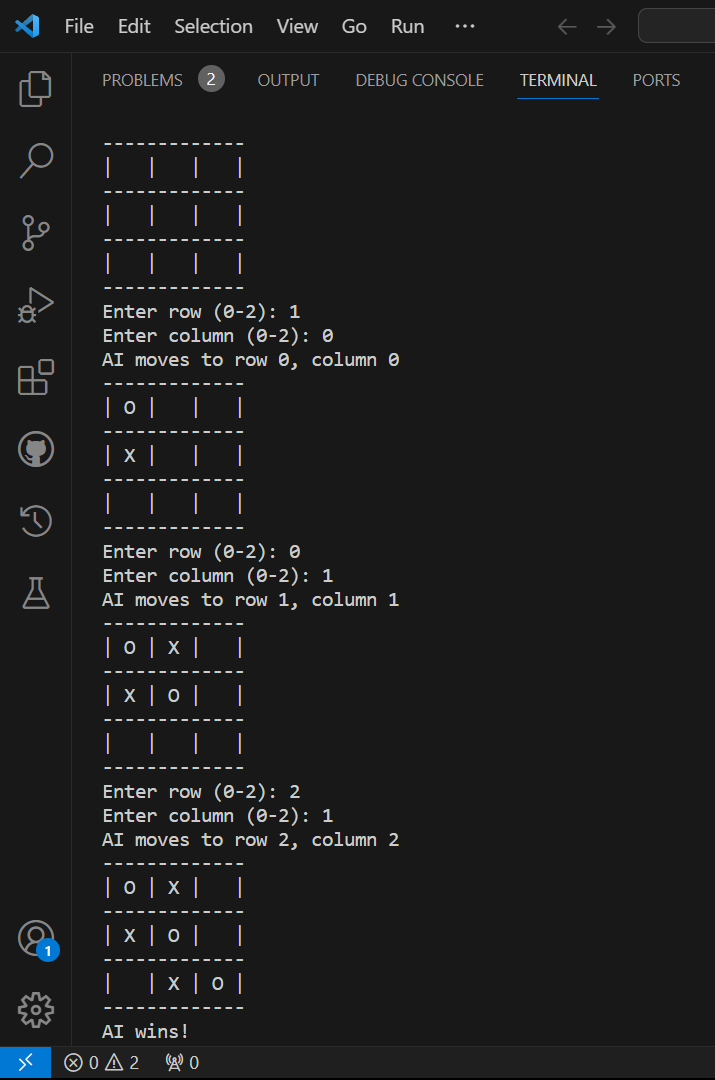 File Edit Selection View Go Run ···
PROBLEMS 2 OUTPUT DEBUG CONSOLE TERMINAL PORTS
-------------
|   |   |   |
-------------
|   |   |   |
-------------
|   |   |   |
-------------
Enter row (0-2): 1
Enter column (0-2): 0
AI moves to row 0, column 0
-------------
| O |   |   |
-------------
| X |   |   |
-------------
|   |   |   |
-------------
Enter row (0-2): 0
Enter column (0-2): 1
AI moves to row 1, column 1
-------------
| O | X |   |
-------------
| X | O |   |
-------------
|   |   |   |
-------------
Enter row (0-2): 2
Enter column (0-2): 1
AI moves to row 2, column 2
-------------
| O | X |   |
-------------
| X | O |   |
-------------
|   | X | O |
-------------
AI wins!
1
0 2 0